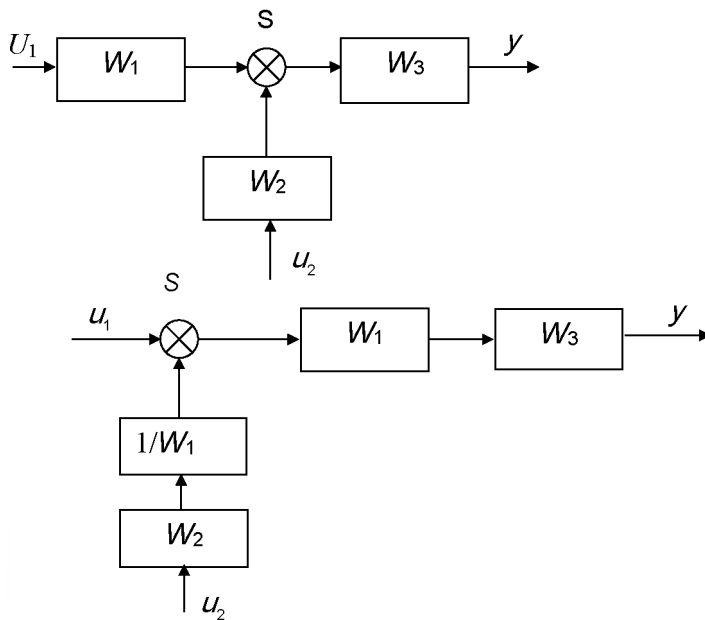 S
U₁ W₁ W₃ y
W₂
u₂
S
u₁ W₁ W₃ y
1/W₁
W₂
u₂